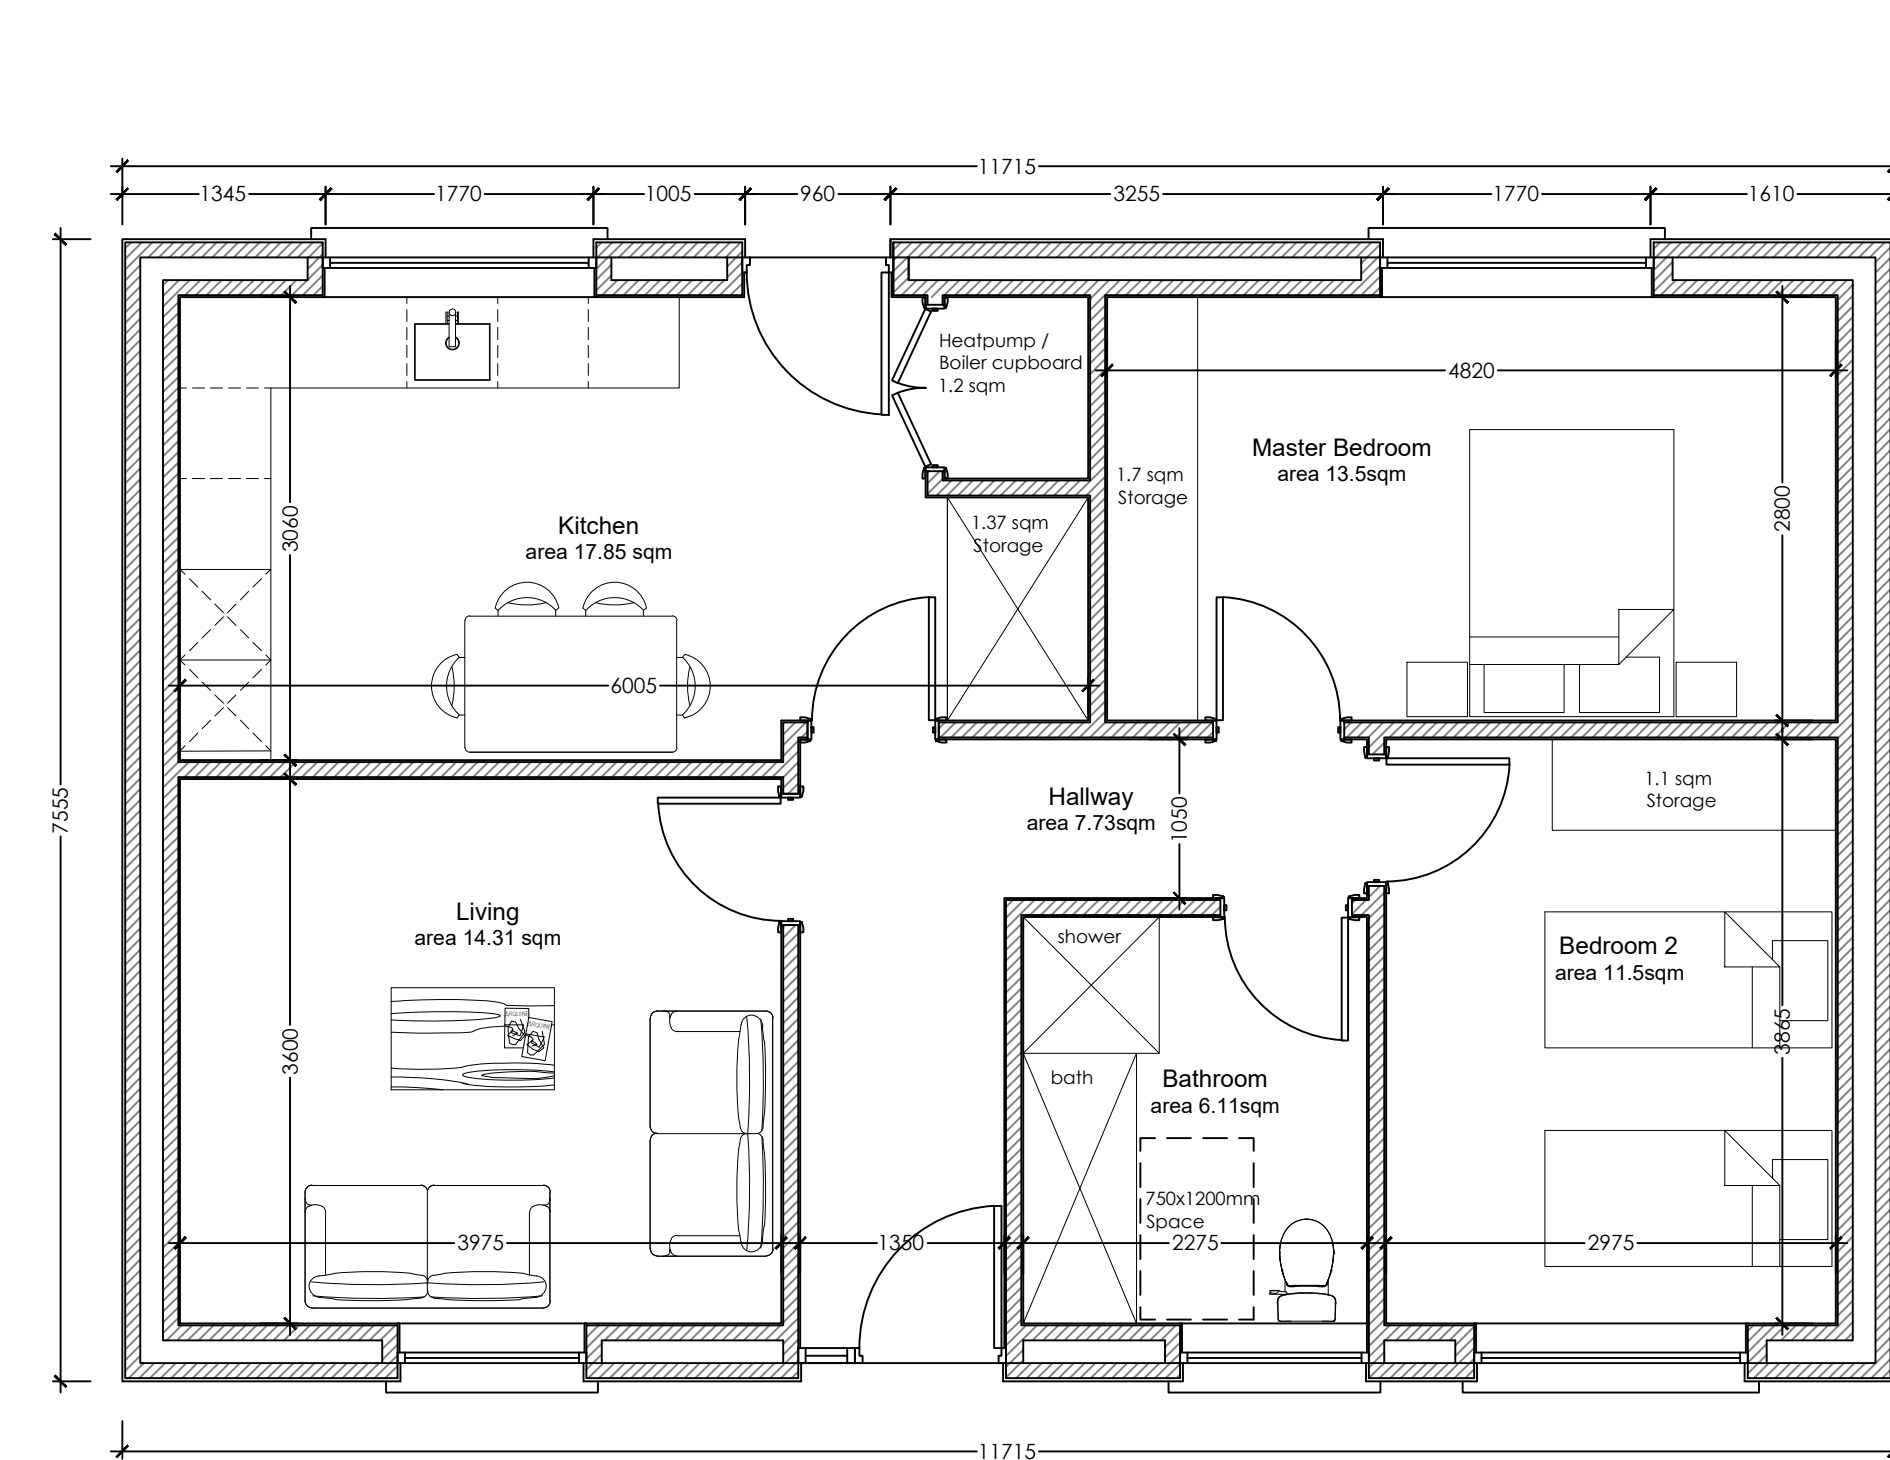 11715
1345
1770
1005
960
3255
1770
1610
Heatpump /
Boiler cupboard
1.2 sqm
4820
Master Bedroom
area 13.5sqm
1.7 sqm
Storage
2800
3060
Kitchen
area 17.85 sqm
1.37 sqm
Storage
6005
7555
Hallway
area 7.73sqm
1050
1.1 sqm
Storage
Living
area 14.31 sqm
shower
Bedroom 2
area 11.5sqm
3600
3865
ARQUINE
ARQUINE
bath
Bathroom
area 6.11sqm
750x1200mm
Space
3975
1350
2275
2975
11715